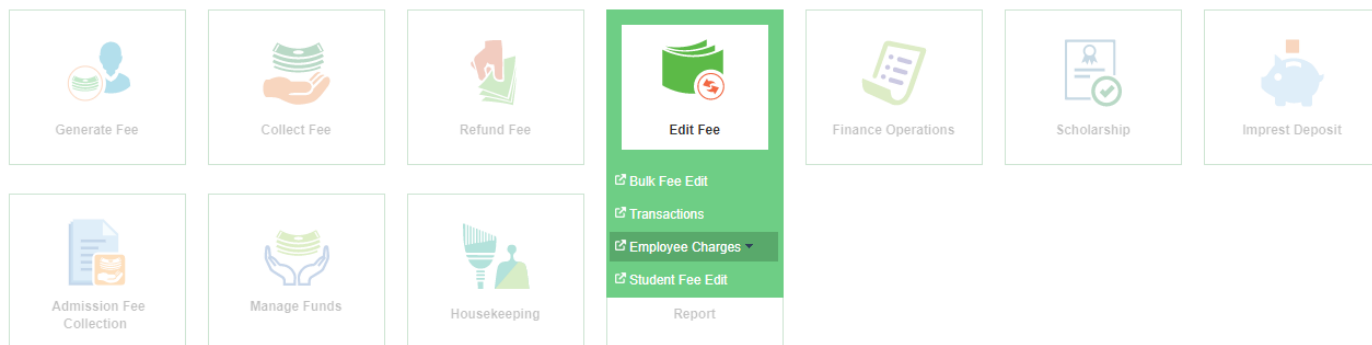 Generate Fee
Collect Fee
Refund Fee
Edit Fee
Finance Operations
Scholarship
Imprest Deposit
Bulk Fee Edit
Transactions
Employee Charges
Student Fee Edit
Admission Fee
Collection
Manage Funds
Housekeeping
Report